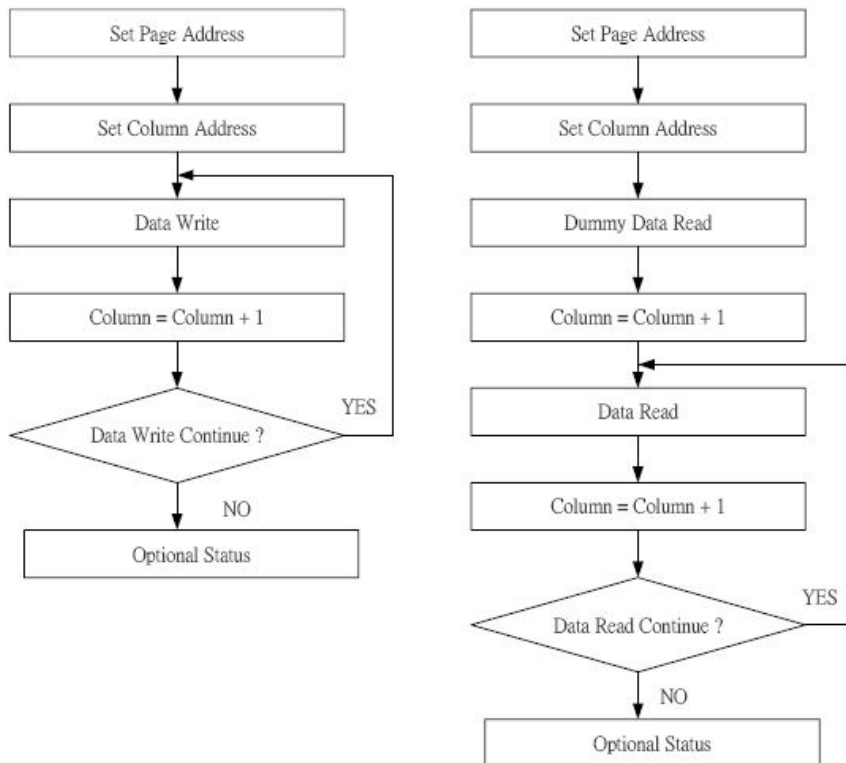 Set Page Address
Set Column Address
Data Write
Column = Column + 1
YES
Data Write Continue ?
NO
Optional Status
Set Page Address
Set Column Address
Dummy Data Read
Column = Column + 1
Data Read
Column = Column + 1
YES
Data Read Continue ?
NO
Optional Status